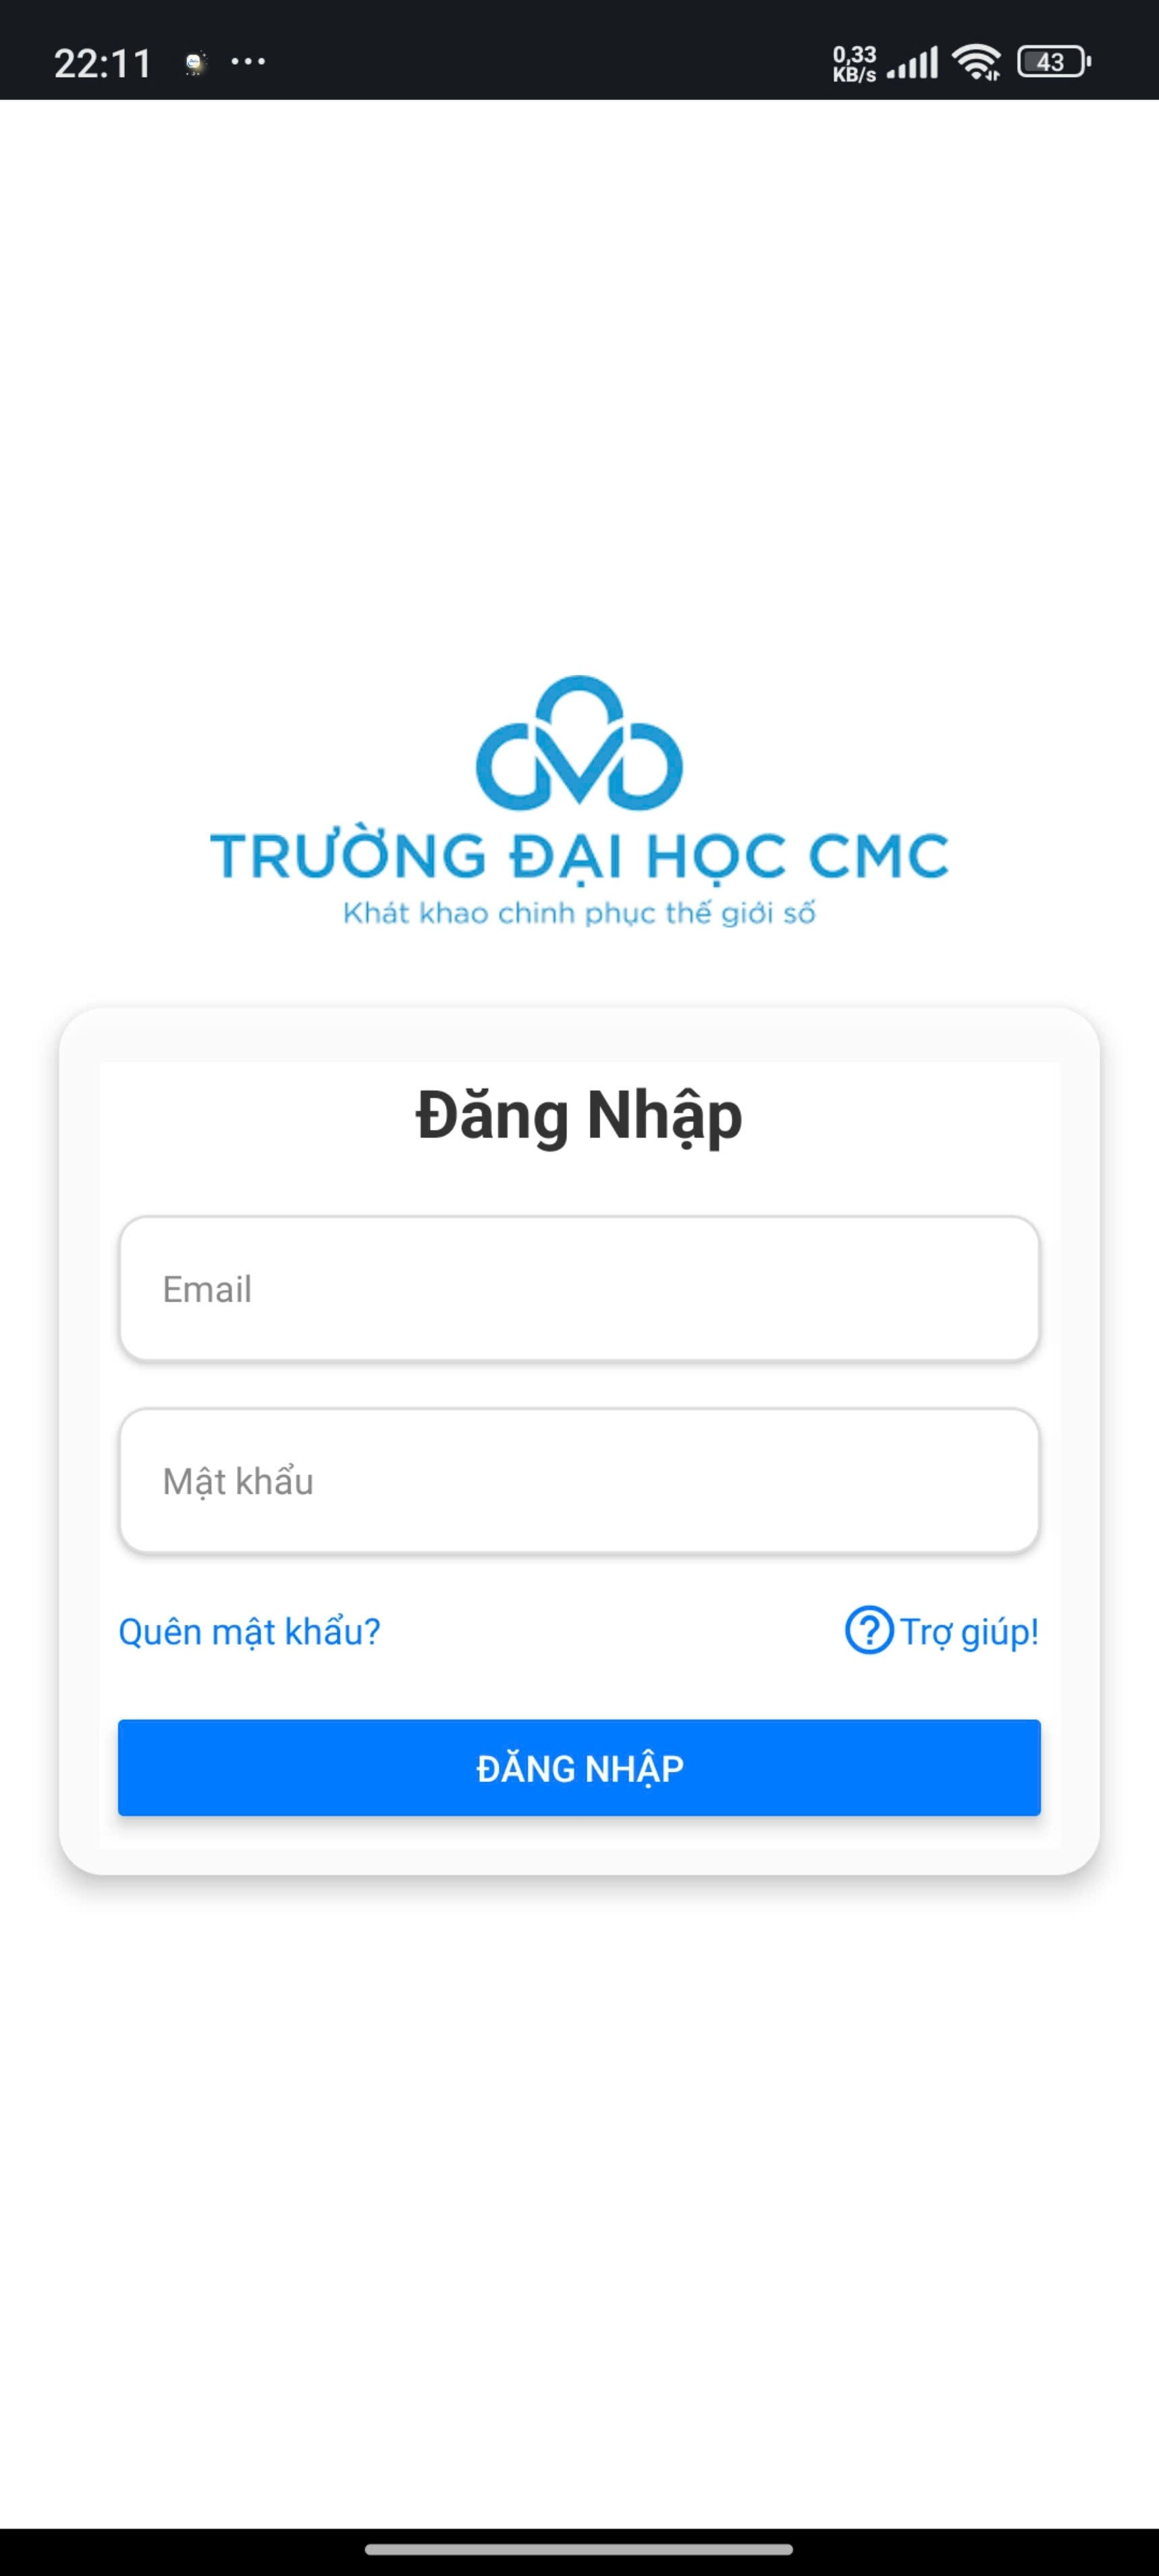 22:11 ... 0,33 KB/s 43
TRƯỜNG ĐẠI HỌC CMC
Khát khao chinh phục thế giới số
Đăng Nhập
Email
Mật khẩu
Quên mật khẩu? Trợ giúp!
ĐĂNG NHẬP